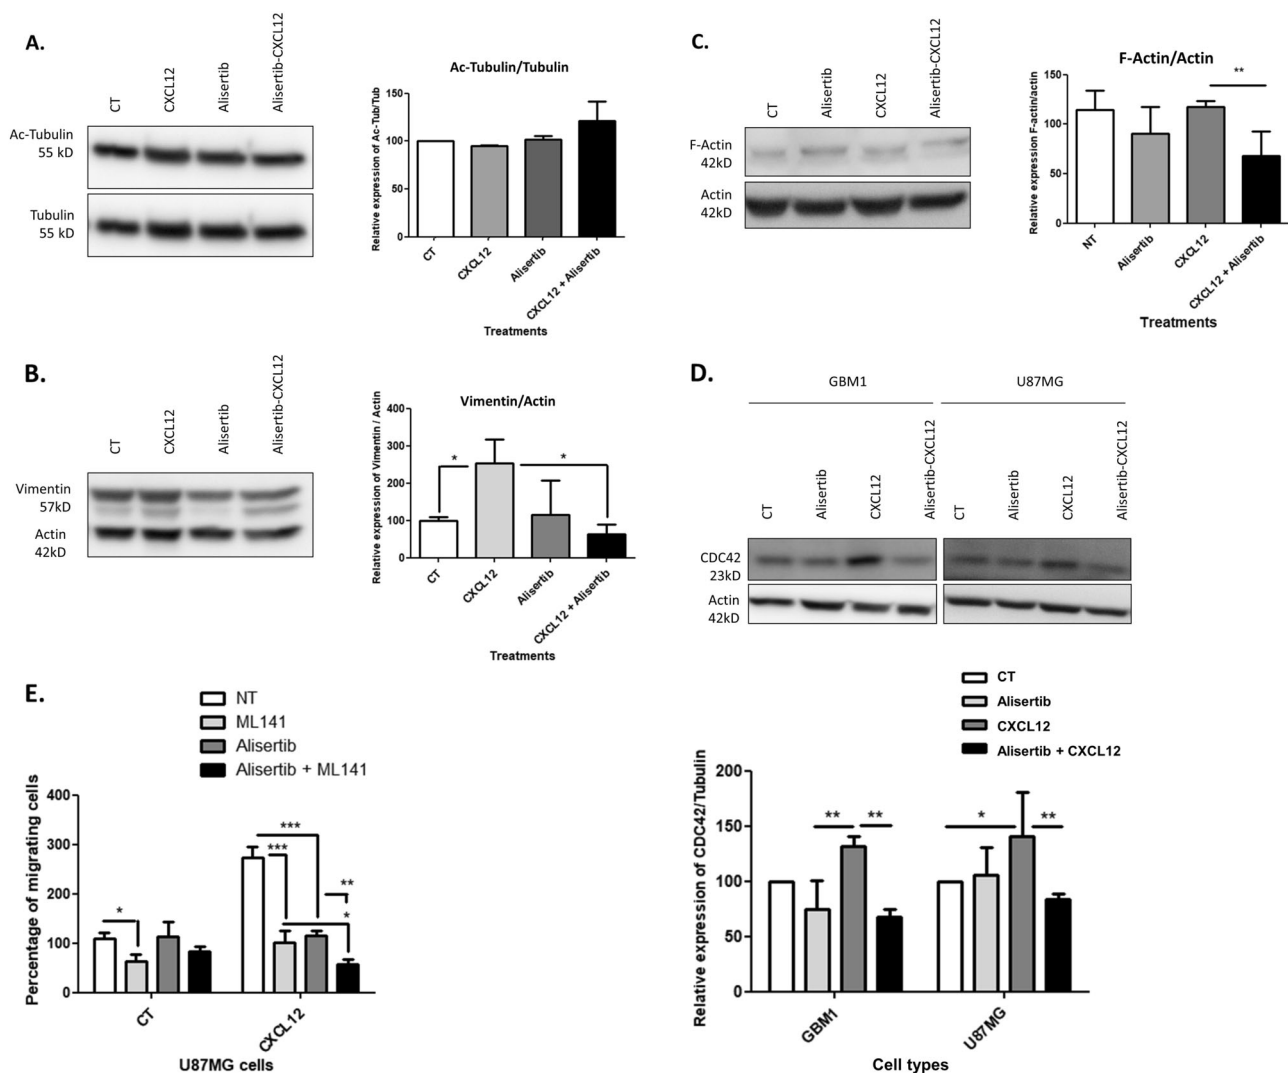 A.
CT
CXCL12
Alisertib
Alisertib-CXCL12
Ac-Tubulin
55 kD
Tubulin
55 kD
Ac-Tubulin/Tubulin
Relative expression of Ac-Tub/Tub
150
100
50
0
CT
CXCL12
Alisertib
CXCL12 + Alisertib
Treatments
C.
CT
Alisertib
CXCL12
Alisertib-CXCL12
F-Actin
42kD
Actin
42kD
F-Actin/Actin
Relative expression F-actin/actin
150
100
50
0
**
NT
Alisertib
CXCL12
CXCL12 + Alisertib
Treatments
B.
CT
CXCL12
Alisertib
Alisertib-CXCL12
Vimentin
57kD
Actin
42kD
Vimentin/Actin
Relative expression of Vimentin / Actin
400
300
200
100
0
*
*
CT
CXCL12
Alisertib
CXCL12 + Alisertib
Treatments
D.
GBM1
U87MG
CT
Alisertib
CXCL12
Alisertib-CXCL12
CT
Alisertib
CXCL12
Alisertib-CXCL12
CDC42
23kD
Actin
42kD
CT
Alisertib
CXCL12
Alisertib + CXCL12
Relative expression of CDC42/Tubulin
200
150
100
50
0
**
**
*
**
GBM1
U87MG
Cell types
E.
NT
ML141
Alisertib
Alisertib + ML141
Percentage of migrating cells
400
300
200
100
0
*
***
***
**
*
CT
CXCL12
U87MG cells